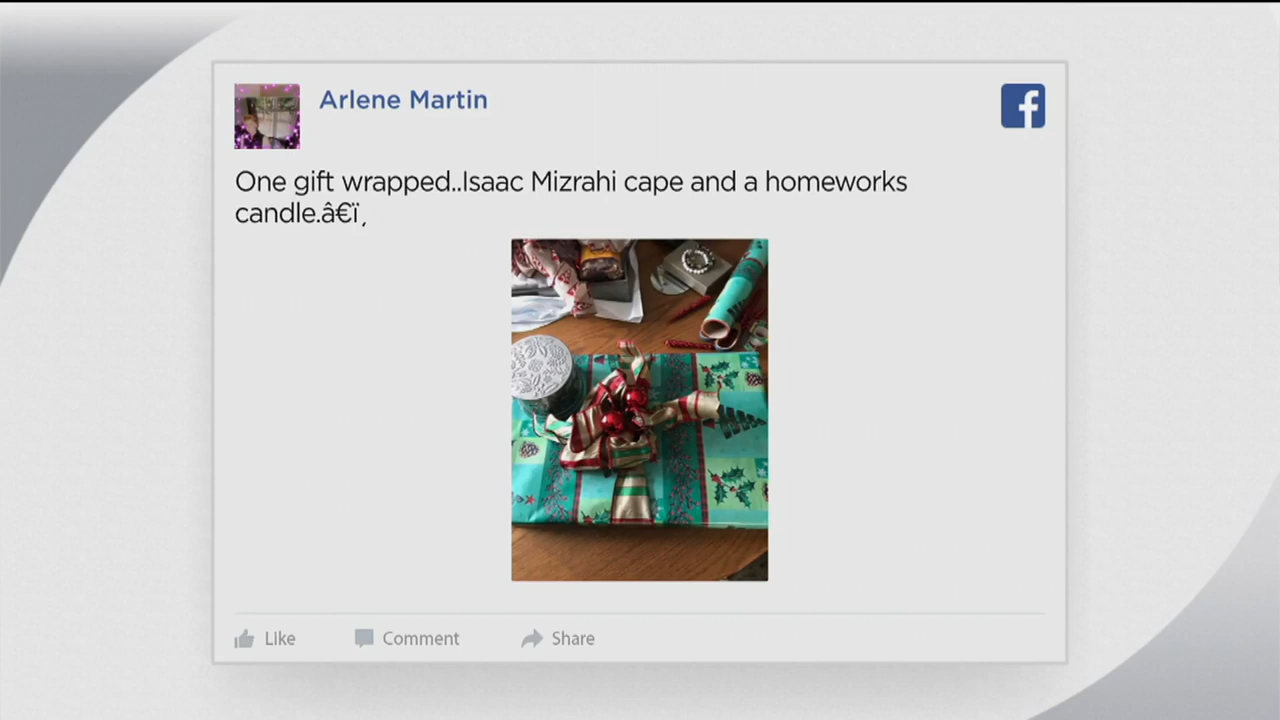 Arlene Martin
One gift wrapped..Isaac Mizrahi cape and a homeworks
candle.â€ï¸
Like
Comment
Share